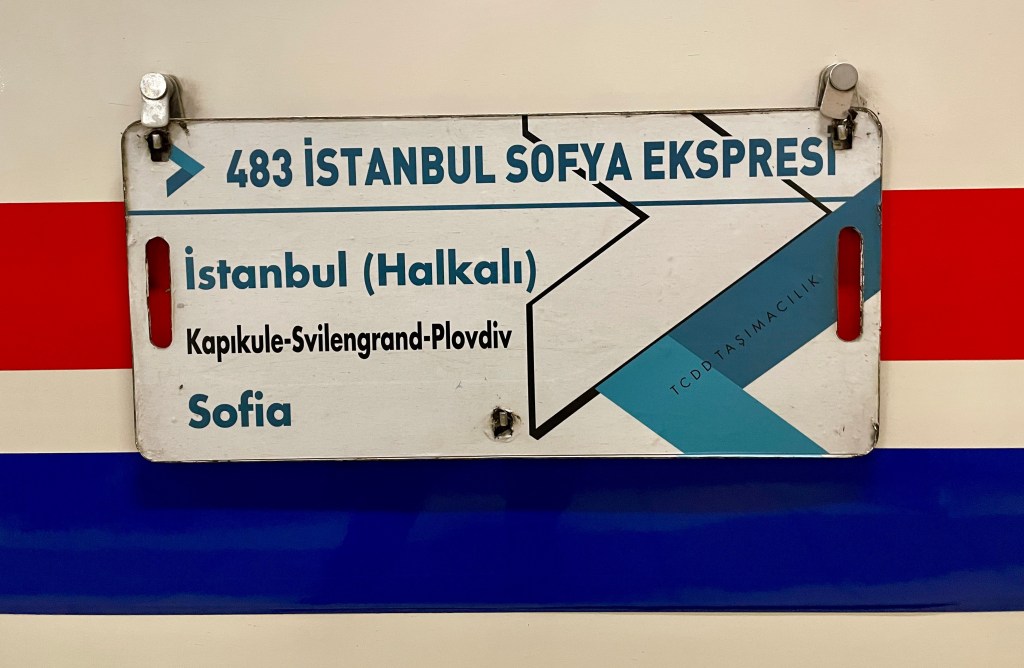 483 İSTANBUL SOFYA EKSPRESİ
İstanbul (Halkalı)
Kapıkule-Svilengrand-Plovdiv
Sofia
TCDD TAŞIMACILIK